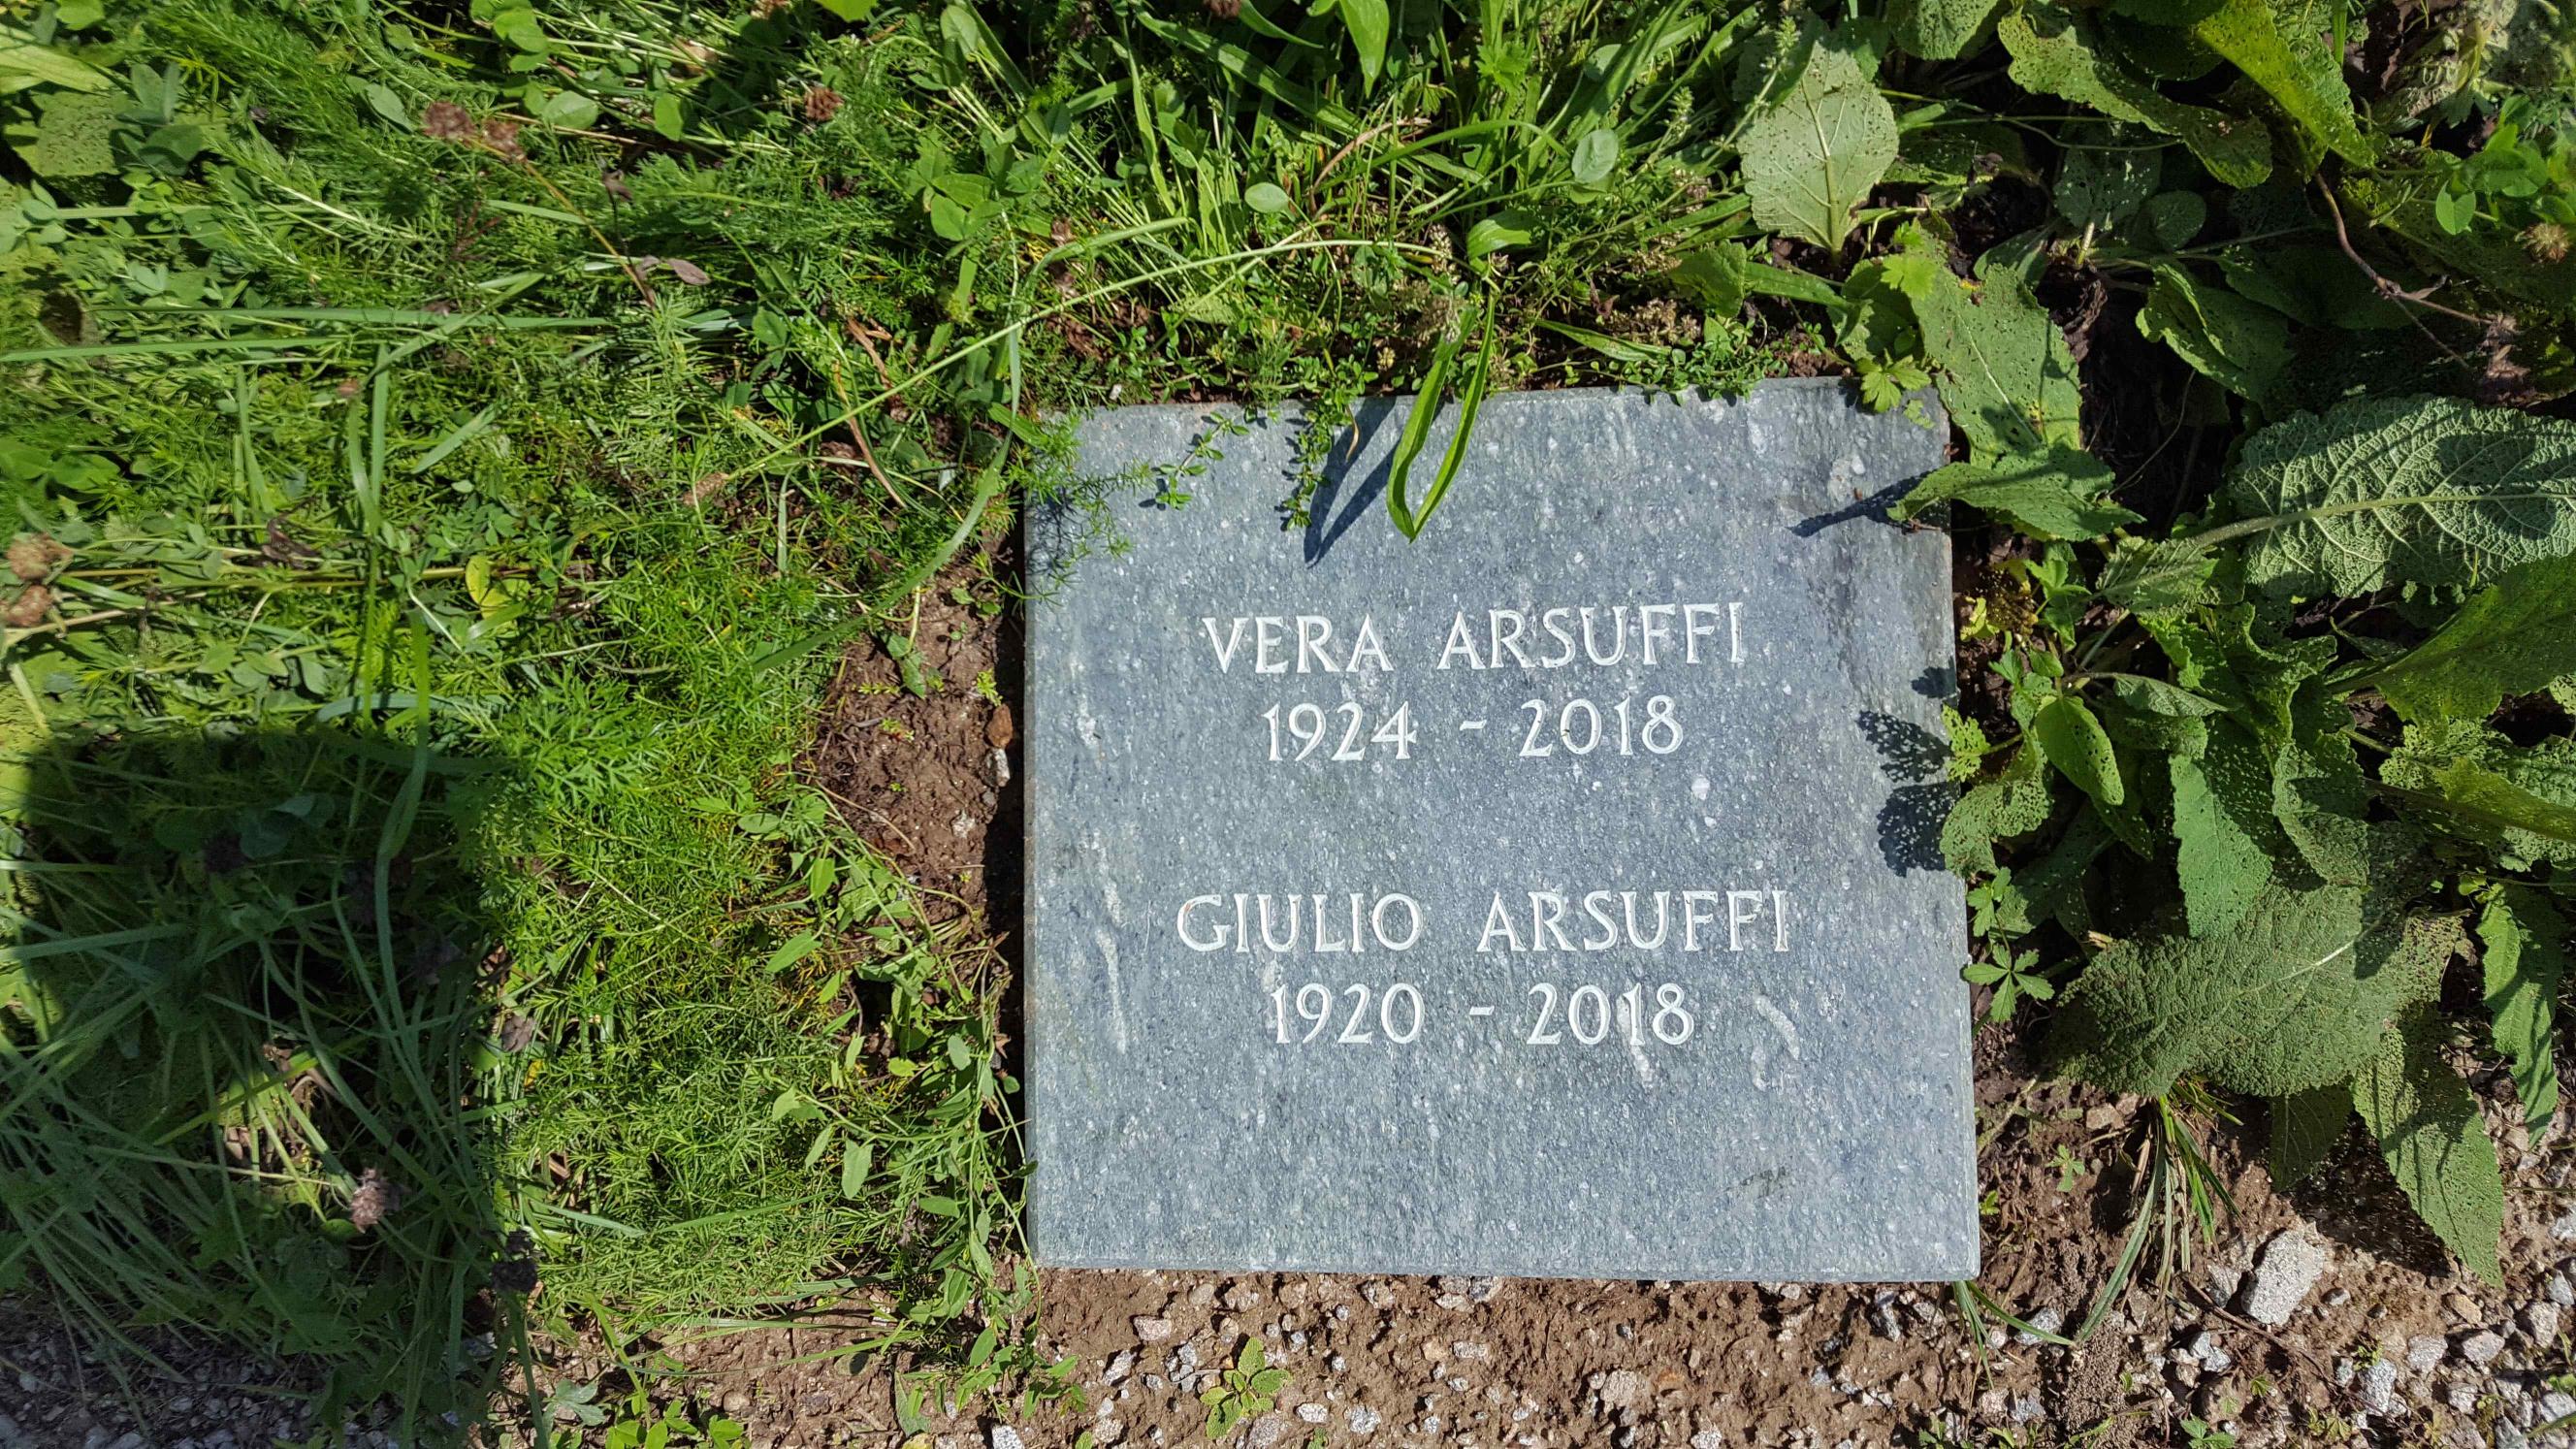 VERA ARSUFFI
1924 - 2018
GIULIO ARSUFFI
1920 - 2018